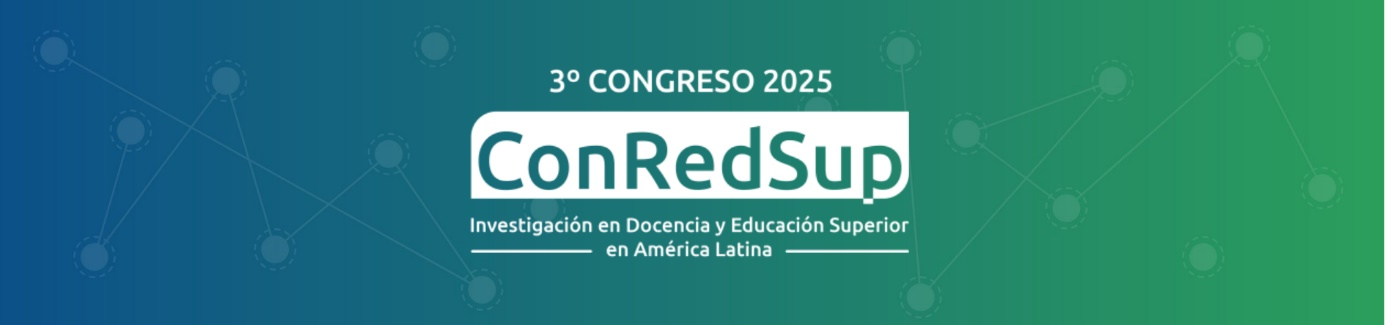 3º CONGRESO 2025
ConRedSup
Investigación en Docencia y Educación Superior
en América Latina